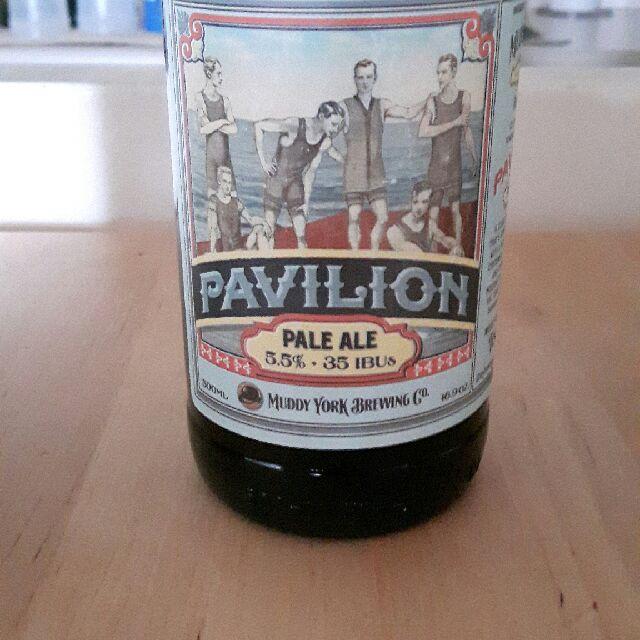 PAVILION
PALE ALE
5.5% · 35 IBUs
500ML
MUDDY YORK BREWING CO.
16.9 OZ.